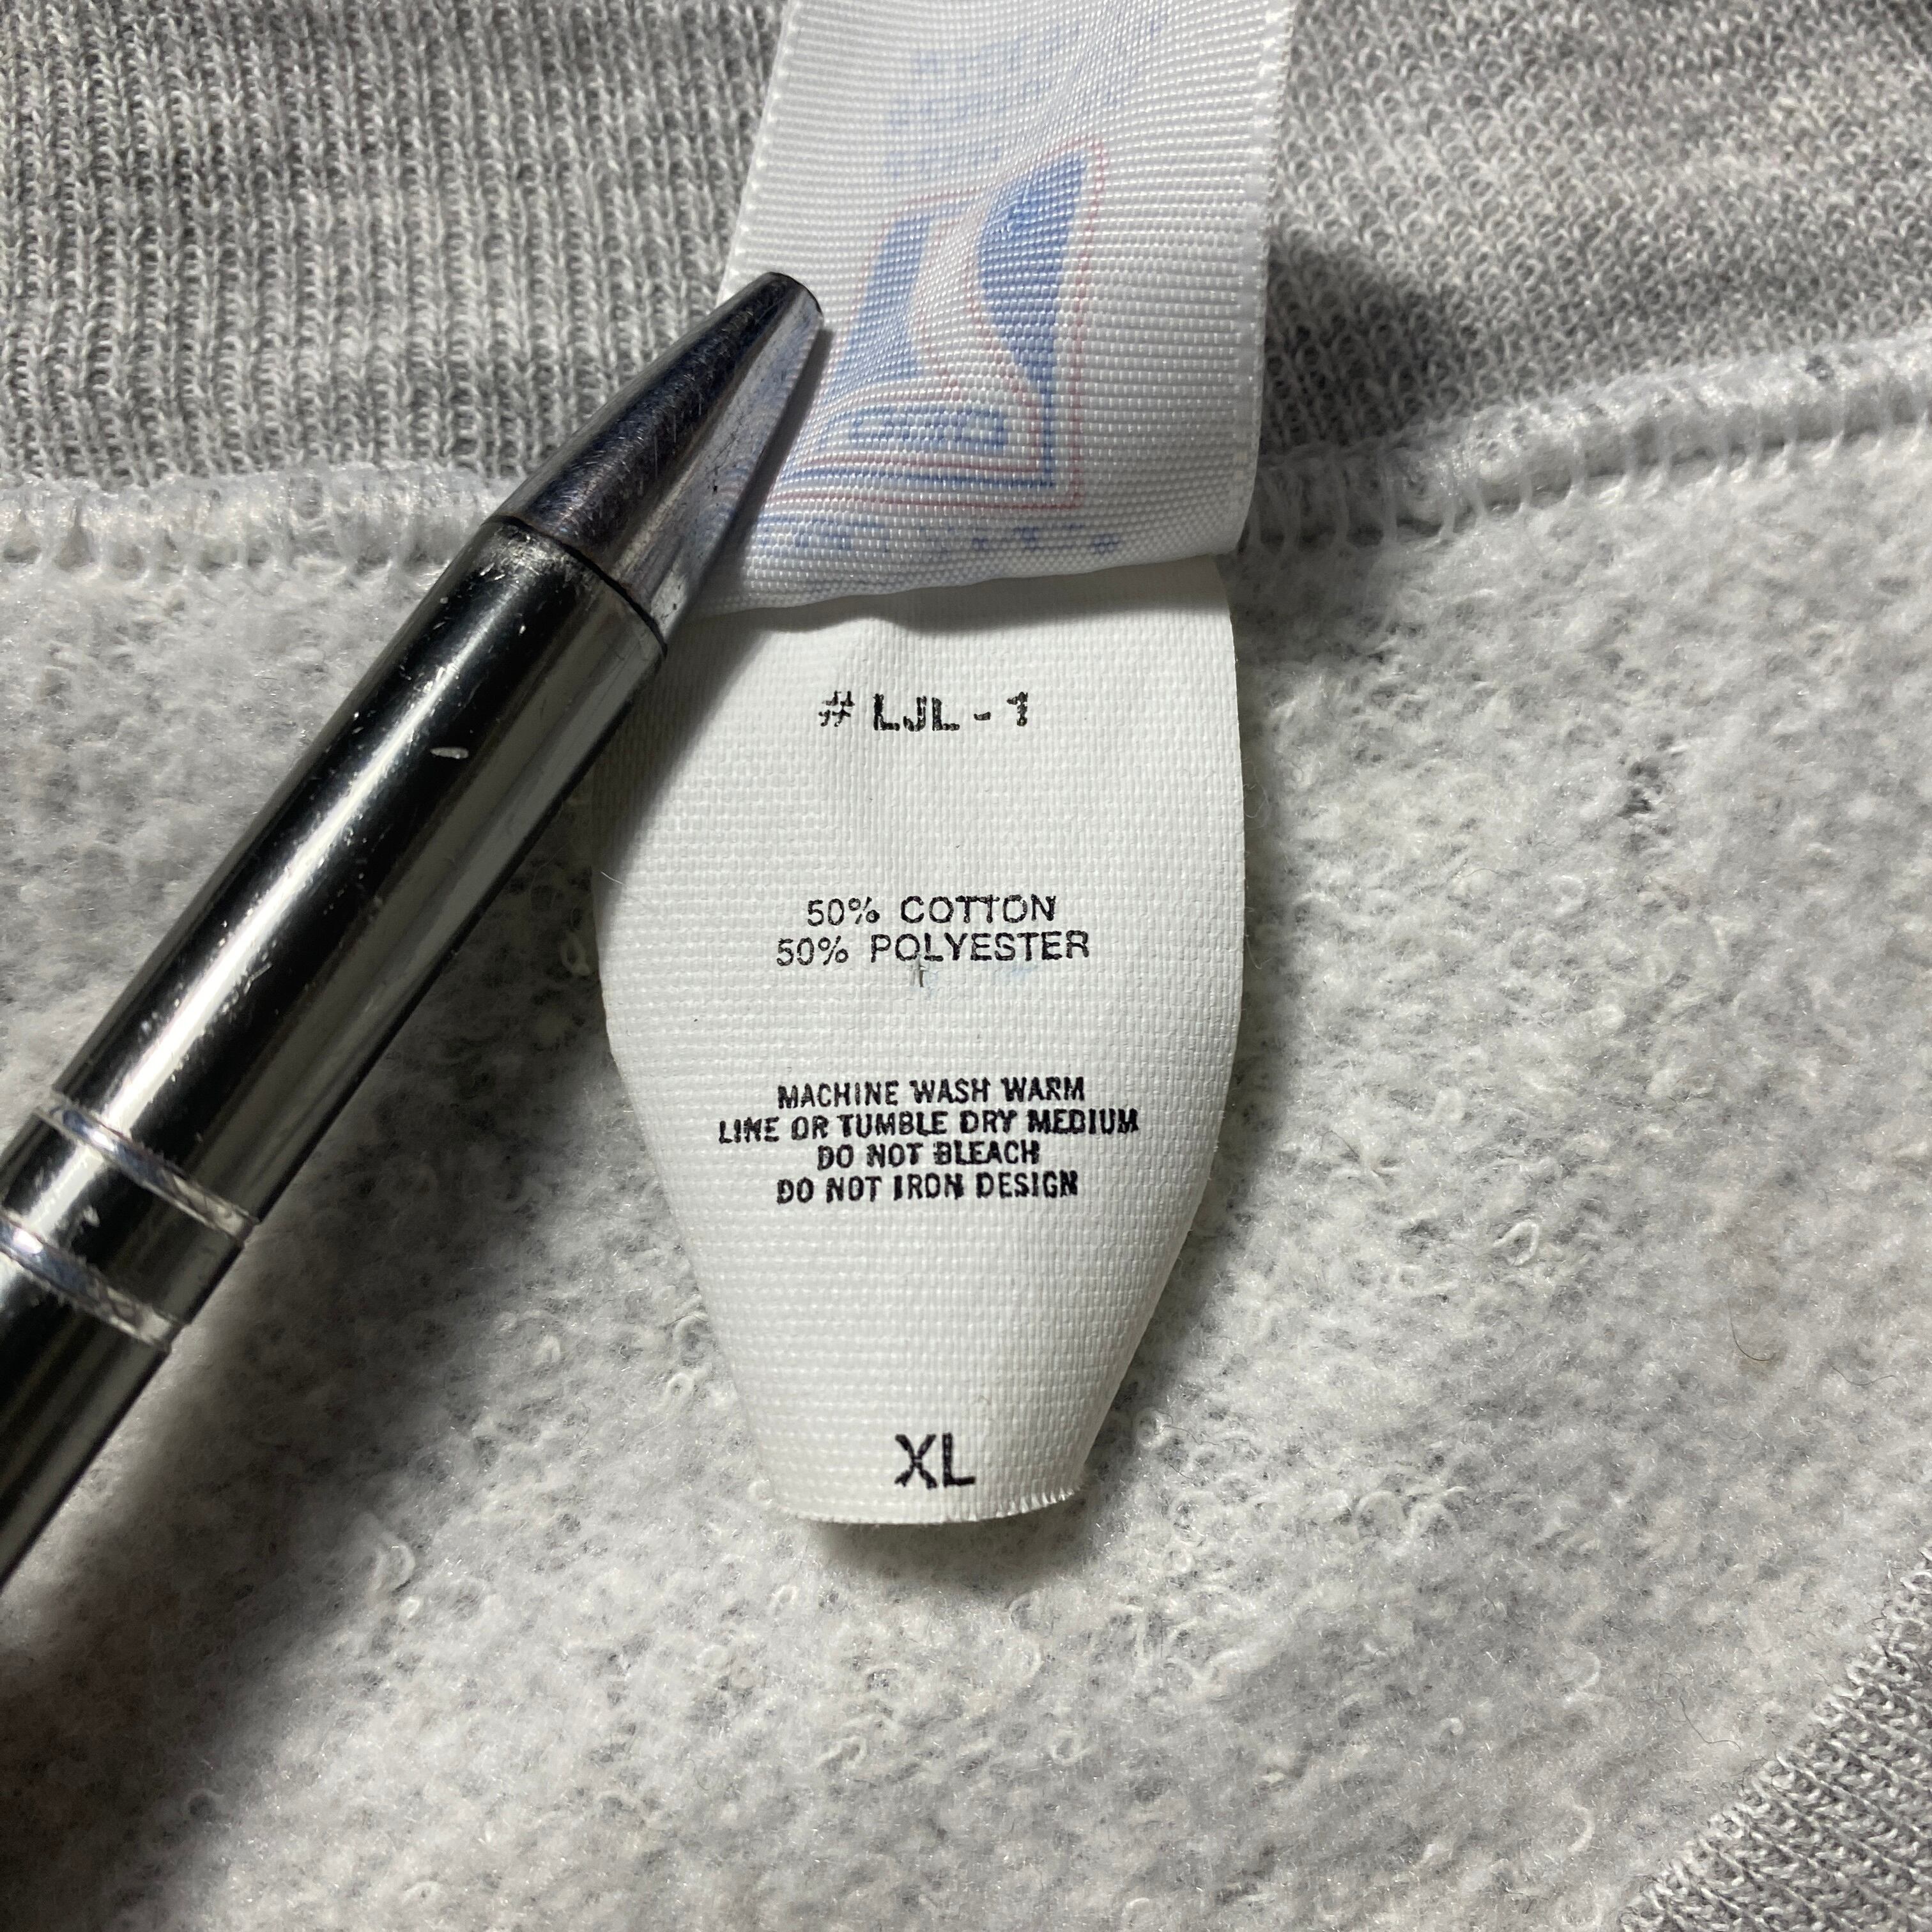 # LJL - 1
50% COTTON
50% POLYESTER
MACHINE WASH WARM
LINE OR TUMBLE DRY MEDIUM
DO NOT BLEACH
DO NOT IRON DESIGN
XL